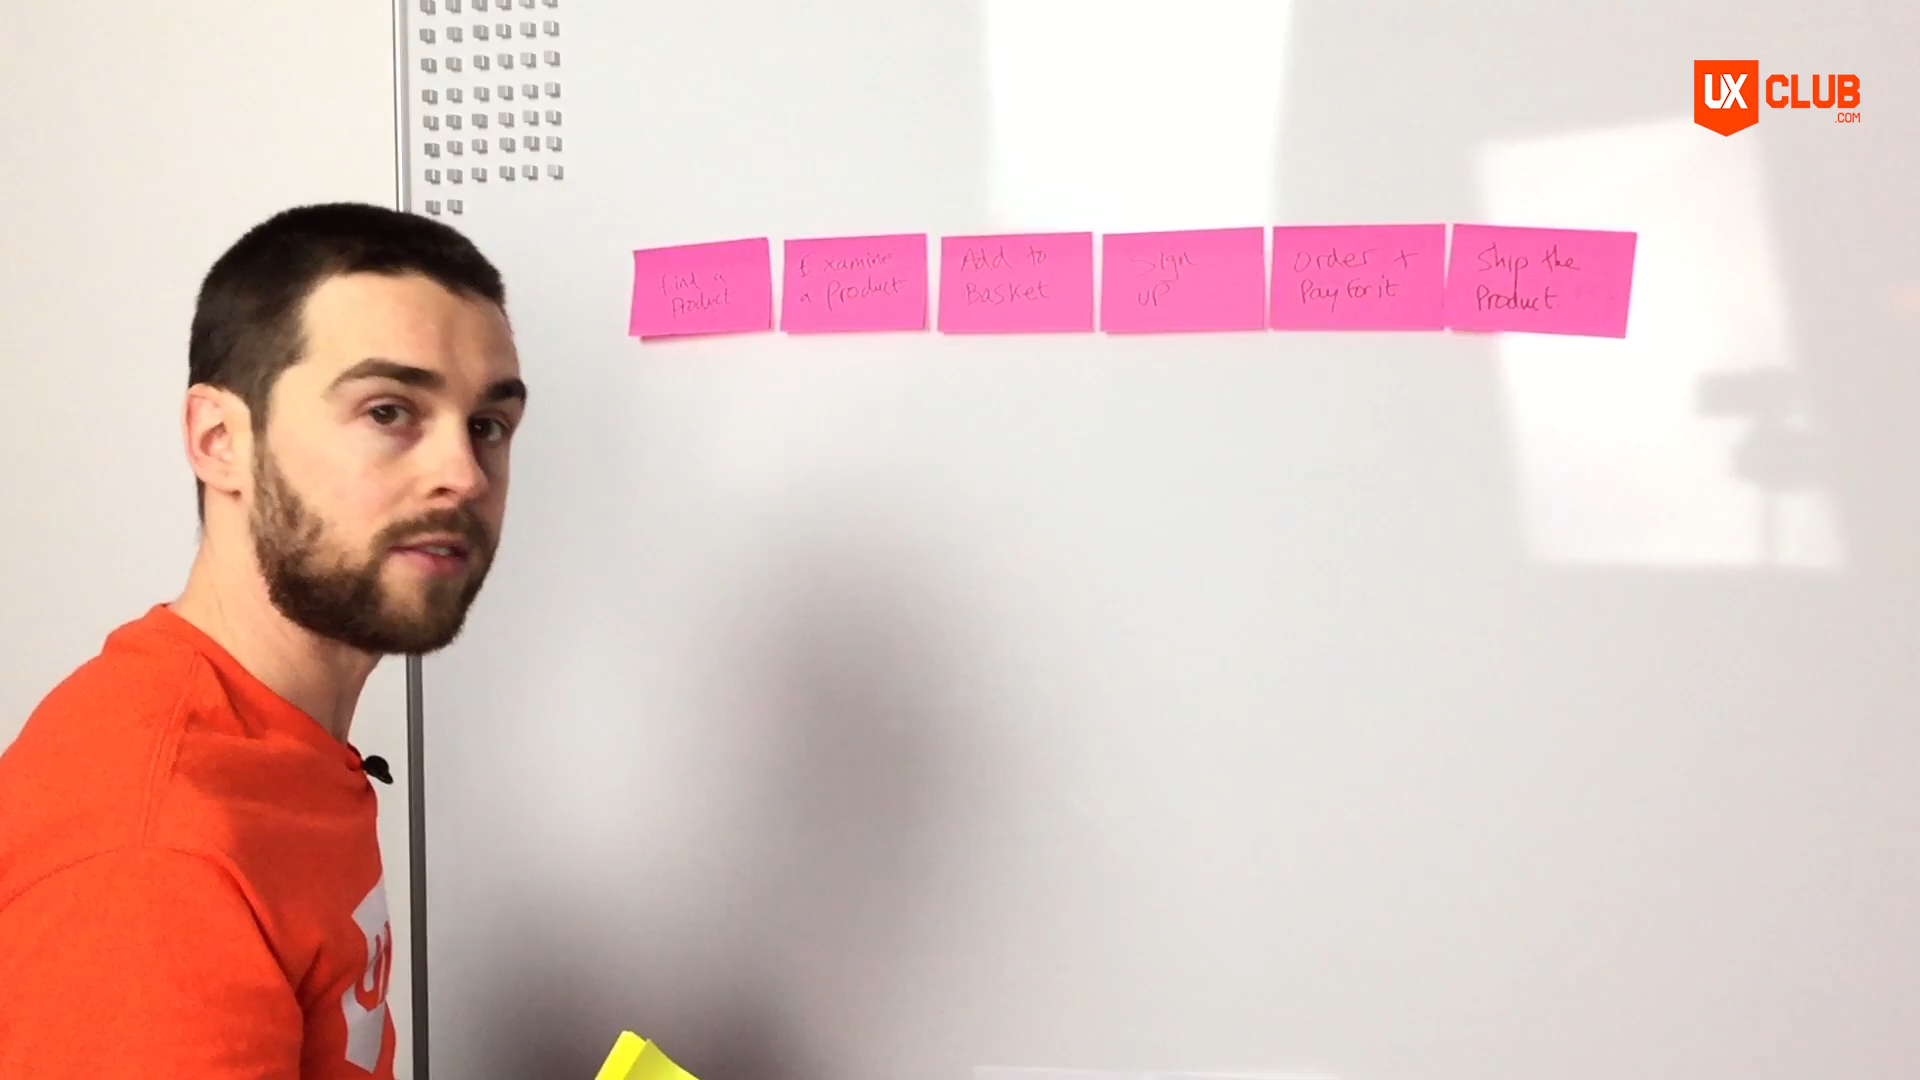 UX CLUB
.COM
Find a
Product
Examine
a Product
Add to
Basket
Sign
UP
Order +
Pay For it
Ship the
Product.